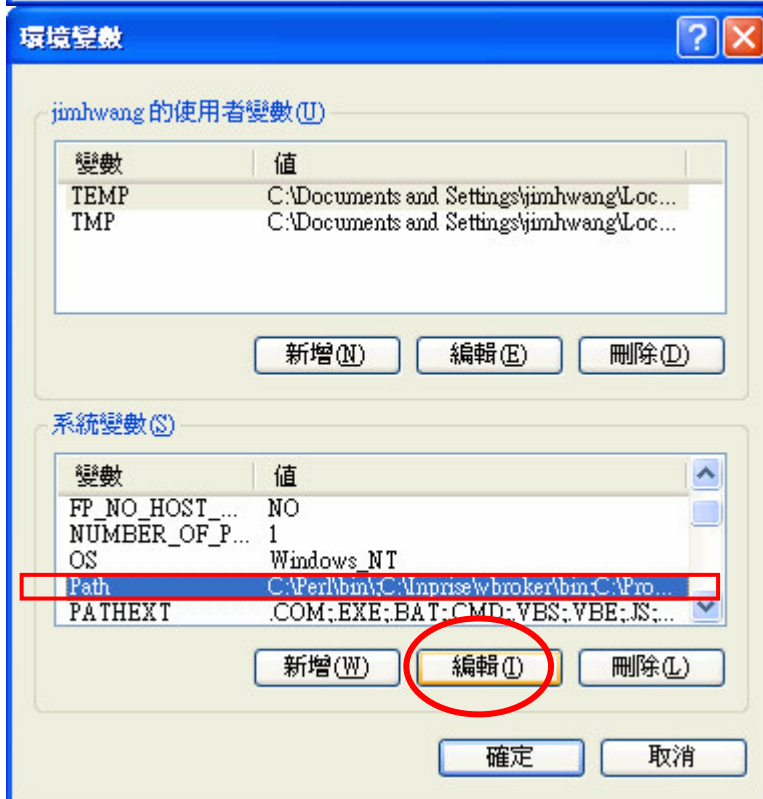 環境變數
jimhwang 的使用者變數(U)
變數 值
TEMP C:\Documents and Settings\jimhwang\Loc...
TMP C:\Documents and Settings\jimhwang\Loc...
新增(N) 編輯(E) 刪除(D)
系統變數(S)
變數 值
FP_NO_HOST_... NO
NUMBER_OF_P... 1
OS Windows_NT
Path C:\Perl\bin\;C:\Inprise\vbroker\bin;C:\Pro...
PATHEXT .COM;.EXE;.BAT;.CMD;.VBS;.VBE;.JS;...
新增(W) 編輯(I) 刪除(L)
確定 取消